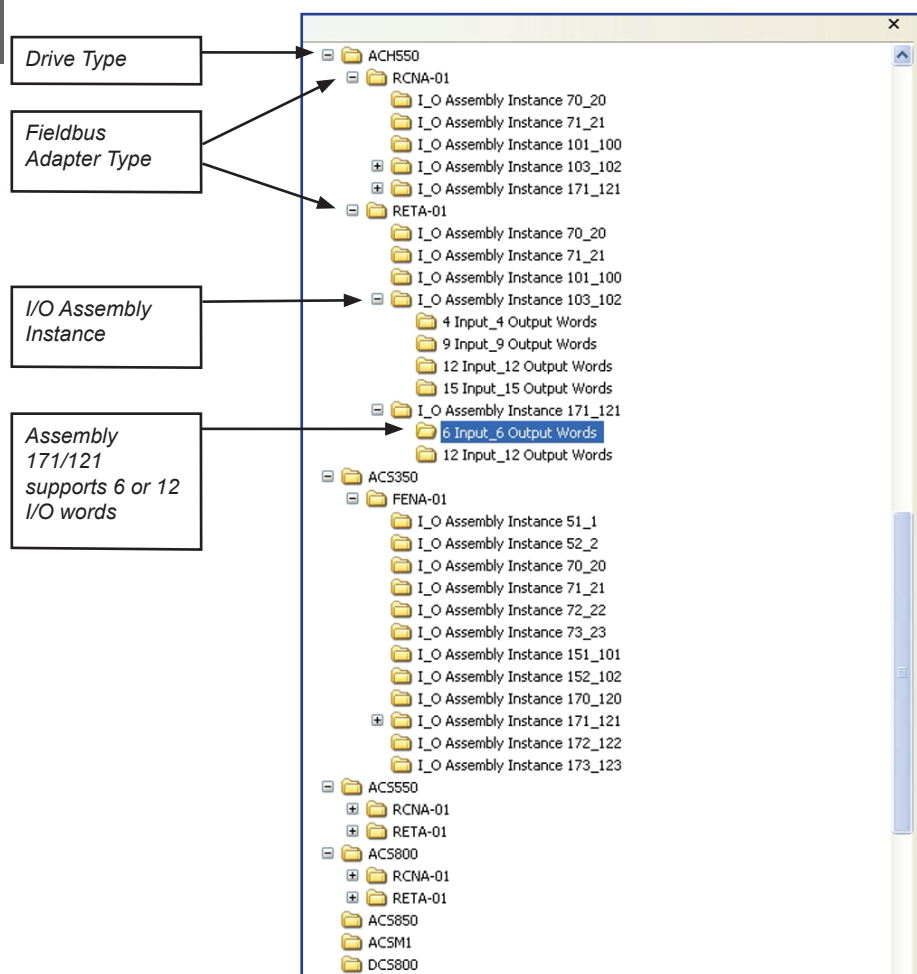 Drive Type
Fieldbus
Adapter Type
I/O Assembly
Instance
Assembly
171/121
supports 6 or 12
I/O words
ACH550
RCNA-01
I_O Assembly Instance 70_20
I_O Assembly Instance 71_21
I_O Assembly Instance 101_100
I_O Assembly Instance 103_102
I_O Assembly Instance 171_121
RETA-01
I_O Assembly Instance 70_20
I_O Assembly Instance 71_21
I_O Assembly Instance 101_100
I_O Assembly Instance 103_102
4 Input_4 Output Words
9 Input_9 Output Words
12 Input_12 Output Words
15 Input_15 Output Words
I_O Assembly Instance 171_121
6 Input_6 Output Words
12 Input_12 Output Words
ACS350
FENA-01
I_O Assembly Instance 51_1
I_O Assembly Instance 52_2
I_O Assembly Instance 70_20
I_O Assembly Instance 71_21
I_O Assembly Instance 72_22
I_O Assembly Instance 73_23
I_O Assembly Instance 151_101
I_O Assembly Instance 152_102
I_O Assembly Instance 170_120
I_O Assembly Instance 171_121
I_O Assembly Instance 172_122
I_O Assembly Instance 173_123
ACS550
RCNA-01
RETA-01
ACS800
RCNA-01
RETA-01
ACS850
ACSM1
DCS800